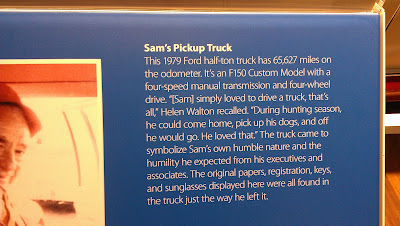 Sam's Pickup Truck
This 1979 Ford half-ton truck has 65,627 miles on
the odometer. It's an F150 Custom Model with a
four-speed manual transmission and four-wheel
drive. "[Sam] simply loved to drive a truck, that's
all," Helen Walton recalled. "During hunting season,
he could come home, pick up his dogs, and off
he would go. He loved that." The truck came to
symbolize Sam's own humble nature and the
humility he expected from his executives and
associates. The original papers, registration, keys,
and sunglasses displayed here were all found in
the truck just the way he left it.